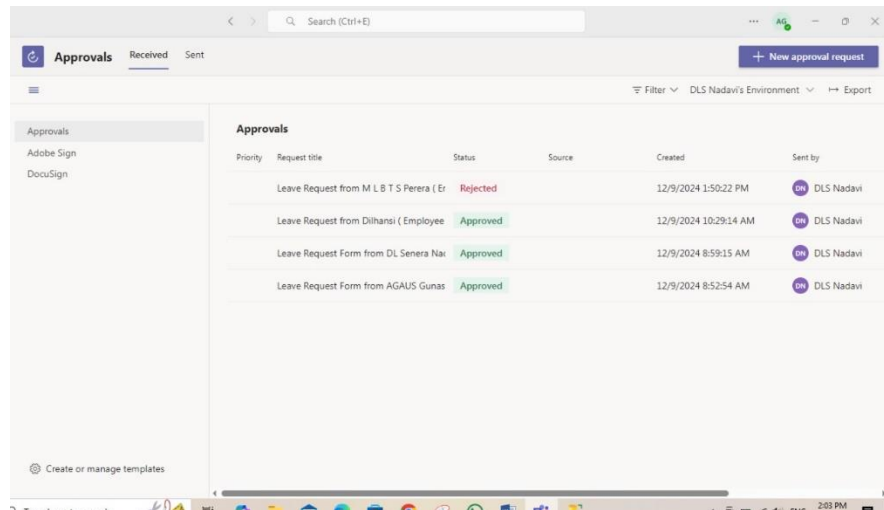 Search (Ctrl+E)
AG
Approvals Received Sent
New approval request
Filter DLS Nadavi's Environment Export
Approvals
Adobe Sign
DocuSign
Approvals
Priority Request title Status Source Created Sent by
Leave Request from M L B T S Perera ( Er Rejected 12/9/2024 1:50:22 PM DN DLS Nadavi
Leave Request from Dilhansi ( Employee Approved 12/9/2024 10:29:14 AM DN DLS Nadavi
Leave Request Form from DL Senera Nac Approved 12/9/2024 8:59:15 AM DN DLS Nadavi
Leave Request Form from AGAUS Gunas Approved 12/9/2024 8:52:54 AM DN DLS Nadavi
Create or manage templates
2:03 PM